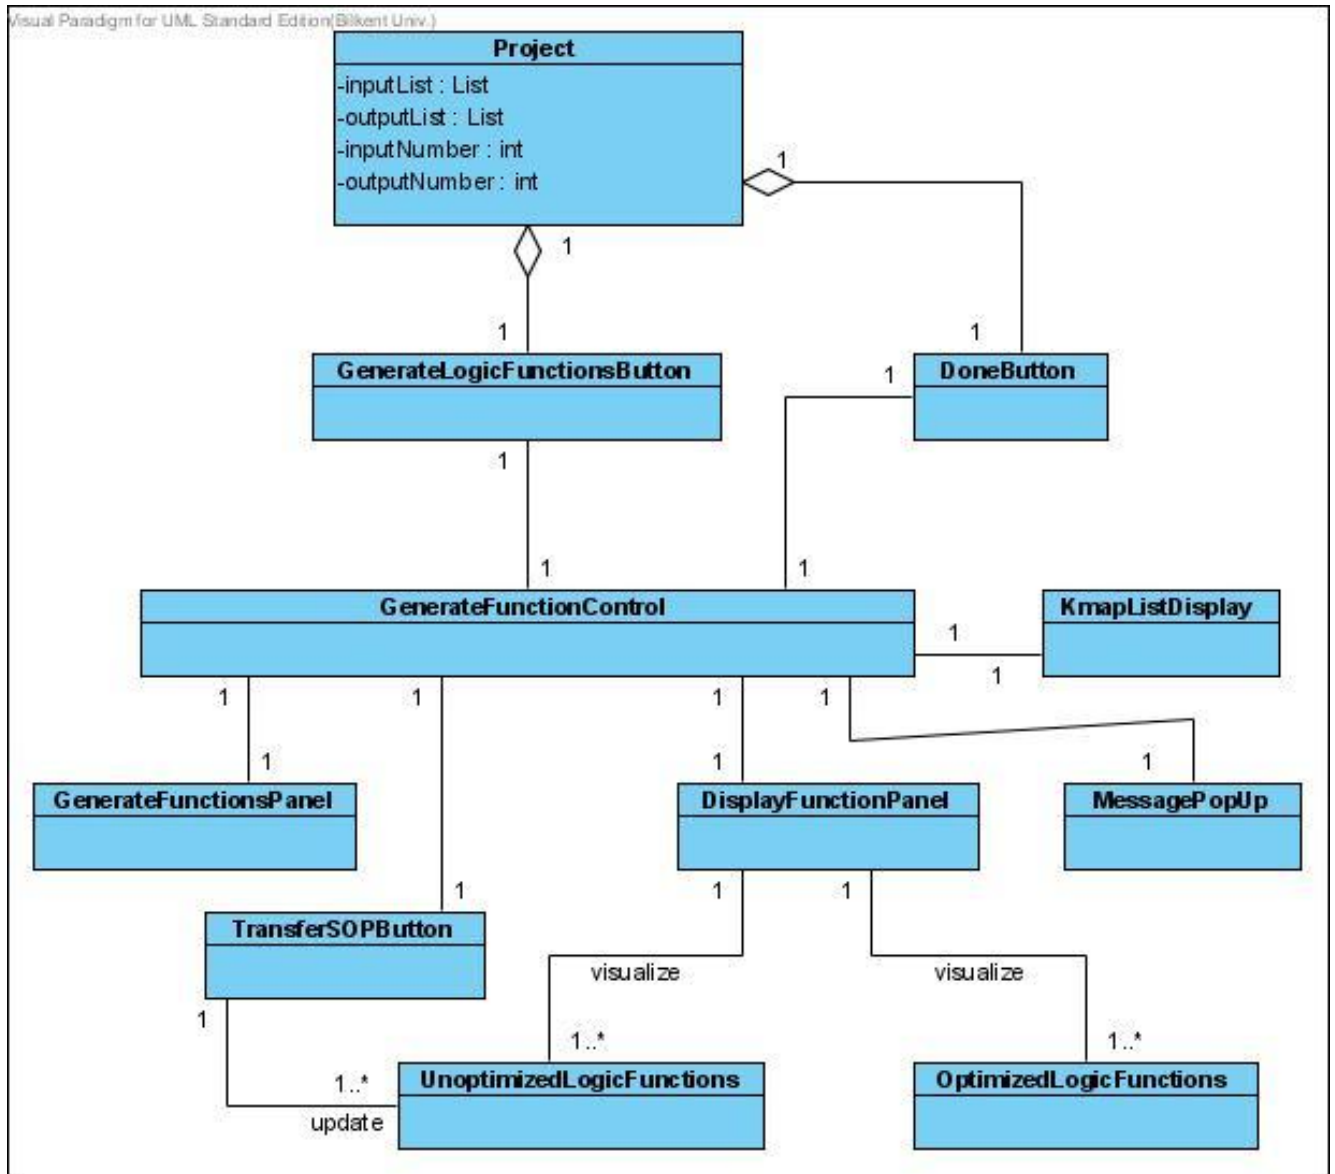 Visual Paradigm for UML Standard Edition(Bilkent Univ.)
Project
-inputList : List
-outputList : List
-inputNumber : int
-outputNumber : int
1
1
1
1
GenerateLogicFunctionsButton
DoneButton
1
1
1
1
GenerateFunctionControl
KmapListDisplay
1
1
1
1
1
1
1
1
1
GenerateFunctionsPanel
DisplayFunctionPanel
MessagePopUp
1
1
1
TransferSOPButton
visualize
visualize
1
1..*
1..*
UnoptimizedLogicFunctions
OptimizedLogicFunctions
1..*
update